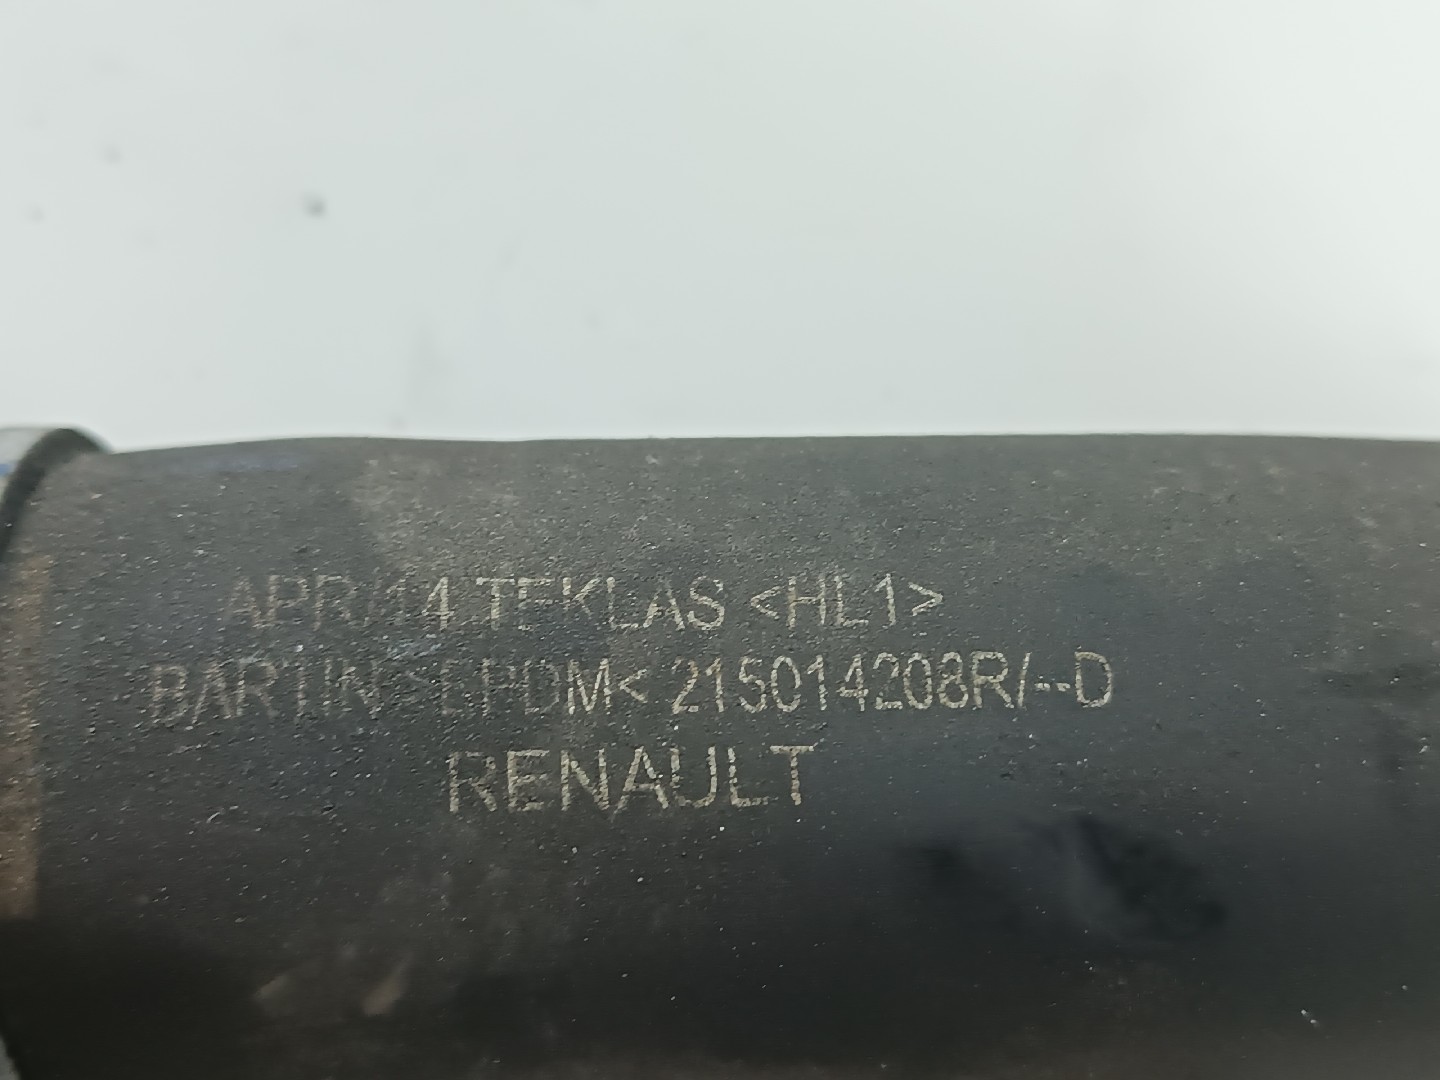 APR/14 TEKLAS <HL1>
BARTIN >EPDM< 215014208R/--D
RENAULT